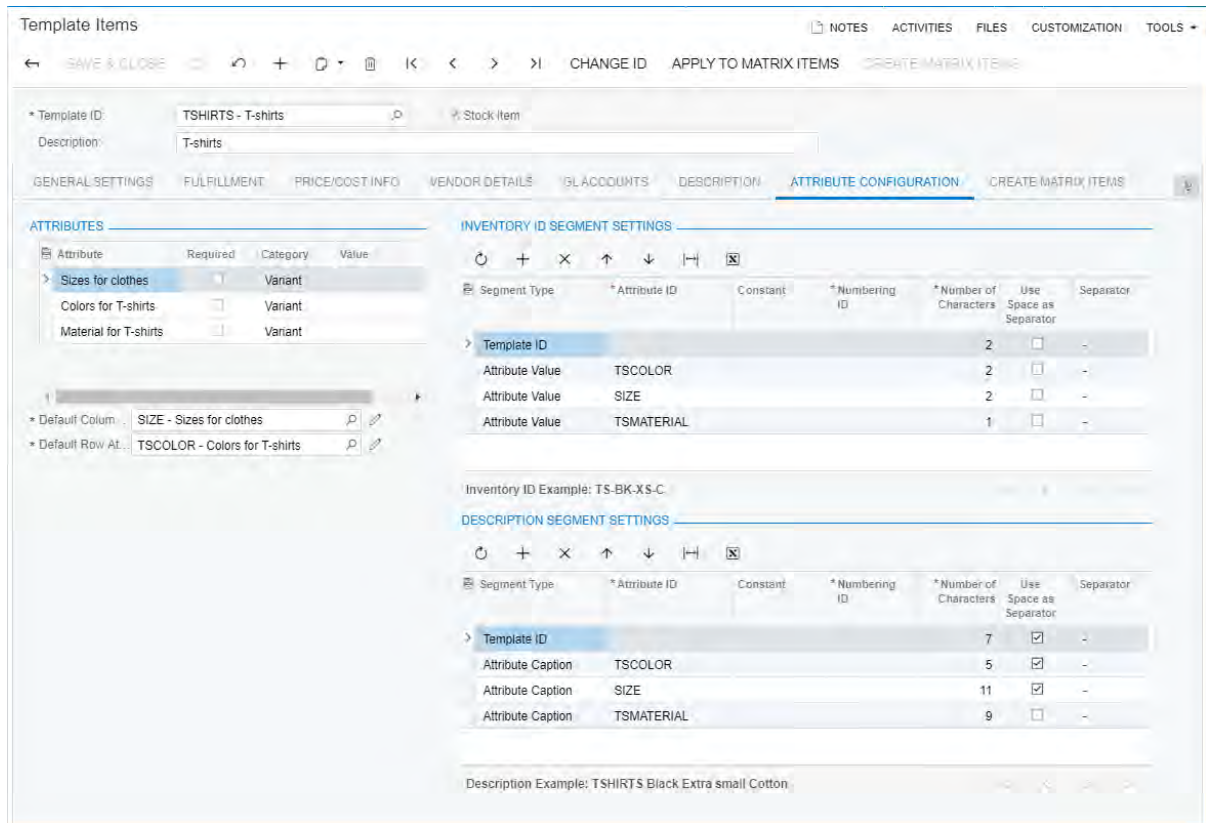 Template Items
NOTES ACTIVITIES FILES CUSTOMIZATION TOOLS
SAVE & CLOSE CHANGE ID APPLY TO MATRIX ITEMS CREATE MATRIX ITEMS
* Template ID: TSHIRTS - T-shirts Stock Item
Description: T-shirts
GENERAL SETTINGS FULFILLMENT PRICE/COST INFO VENDOR DETAILS GL ACCOUNTS DESCRIPTION ATTRIBUTE CONFIGURATION CREATE MATRIX ITEMS
ATTRIBUTES
Attribute Required Category Value
Sizes for clothes Variant
Colors for T-shirts Variant
Material for T-shirts Variant
* Default Colum... SIZE - Sizes for clothes
* Default Row At... TSCOLOR - Colors for T-shirts
INVENTORY ID SEGMENT SETTINGS
Segment Type * Attribute ID Constant * Numbering ID * Number of Characters Use Space as Separator Separator
Template ID 2 -
Attribute Value TSCOLOR 2 -
Attribute Value SIZE 2 -
Attribute Value TSMATERIAL 1 -
Inventory ID Example: TS-BK-XS-C
DESCRIPTION SEGMENT SETTINGS
Segment Type * Attribute ID Constant * Numbering ID * Number of Characters Use Space as Separator Separator
Template ID 7 -
Attribute Caption TSCOLOR 5 -
Attribute Caption SIZE 11 -
Attribute Caption TSMATERIAL 9 -
Description Example: TSHIRTS Black Extra small Cotton